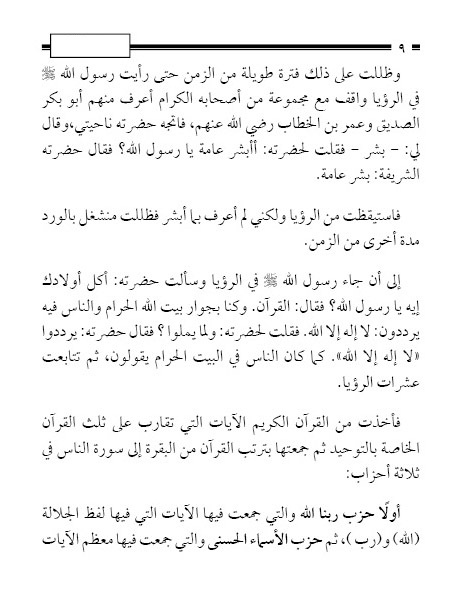 ٩
وظللت على ذلك فترة طويلة من الزمن حتى رأيت رسول الله ﷺ
في الرؤيا واقف مع مجموعة من أصحابه الكرام أعرف منهم أبو بكر
الصديق وعمر بن الخطاب رضي الله عنهم، فاتجه حضرته ناحيتي،وقال
لي: – بشر – فقلت لحضرته: أأبشر عامة يا رسول الله؟ فقال حضرته
الشريفة: بشر عامة.
فاستيقظت من الرؤيا ولكني لم أعرف بما أبشر فظللت منشغل بالورد
مدة أخرى من الزمن.
إلى أن جاء رسول الله ﷺ في الرؤيا وسألت حضرته: أكل أولادك
إيه يا رسول الله؟ فقال: القرآن. وكنا بجوار بيت الله الحرام والناس فيه
يرددون: لا إله إلا الله. فقلت لحضرته: ولما يملوا ؟ فقال حضرته: يرددوا
«لا إله إلا الله». كما كان الناس في البيت الحرام يقولون، ثم تتابعت
عشرات الرؤيا.
فأخذت من القرآن الكريم الآيات التي تقارب على ثلث القرآن
الخاصة بالتوحيد ثم جمعتها بترتب القرآن من البقرة إلى سورة الناس في
ثلاثة أحزاب:
أولًا حزب ربنا الله والتي جمعت فيها الآيات التي فيها لفظ الجلالة
(الله) و(رب )، ثم حزب الأسماء الحسنى والتي جمعت فيها معظم الآيات